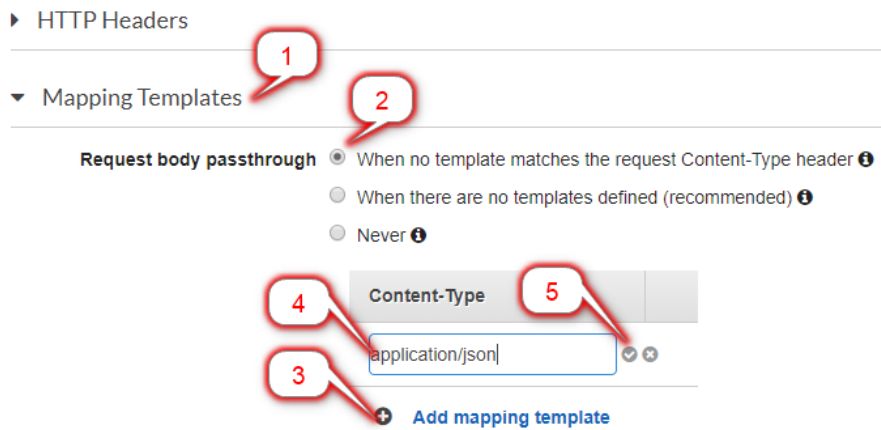 HTTP Headers
1
Mapping Templates
2
Request body passthrough When no template matches the request Content-Type header
When there are no templates defined (recommended)
Never
Content-Type
5
4
application/json
3
Add mapping template